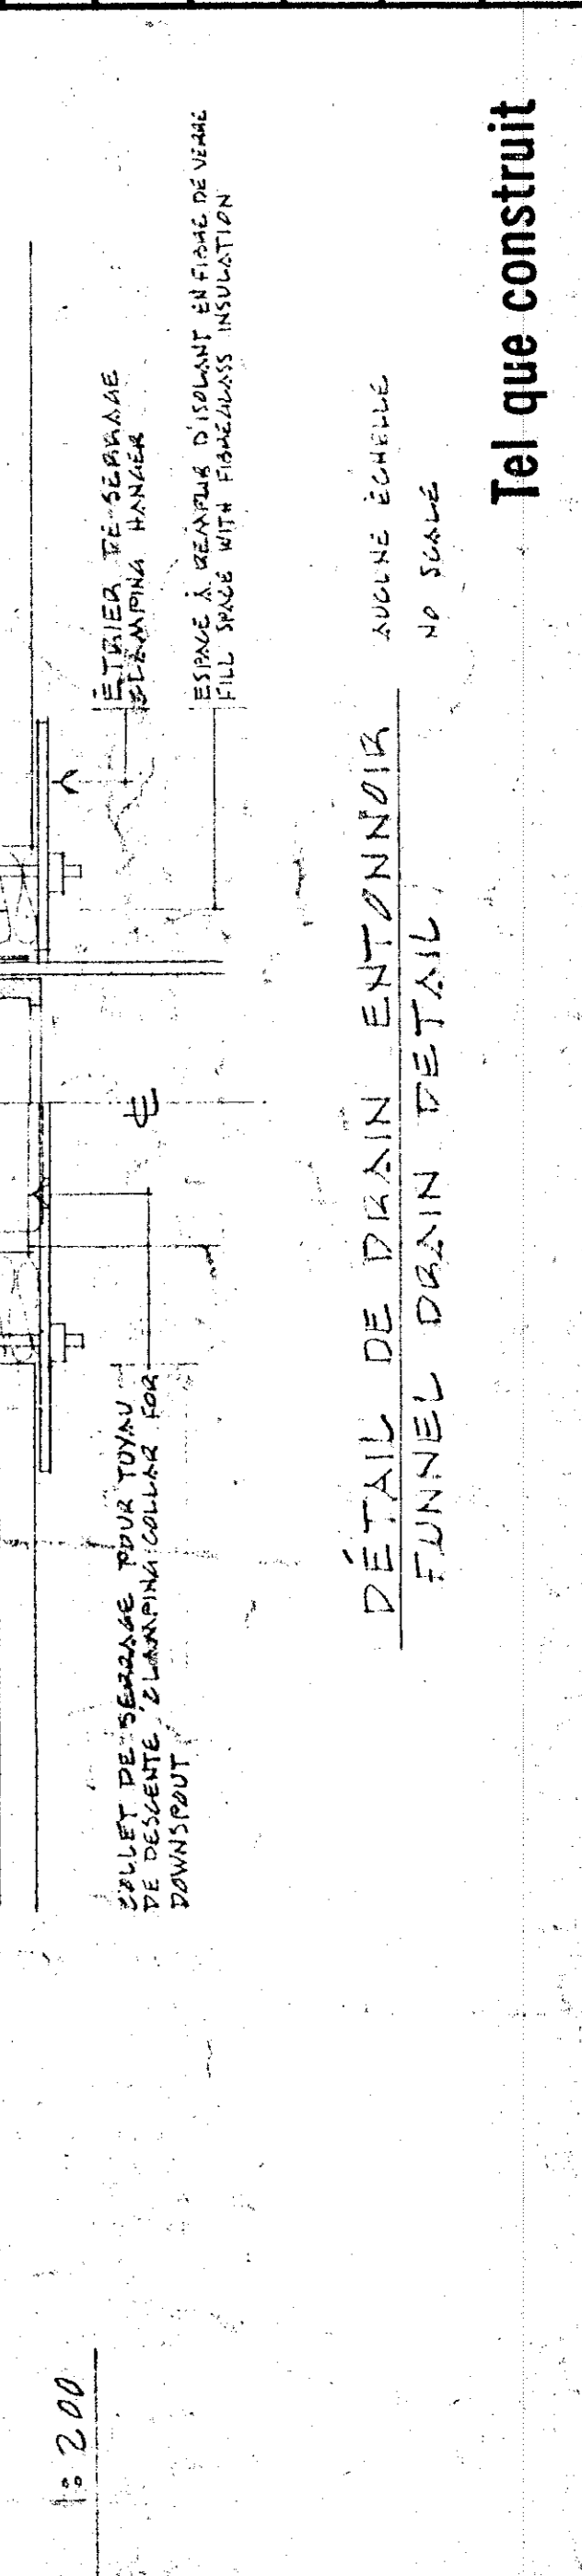 ÉTRIER DE SERRAGE
CLAMPING HANGER
ESPACE À REMPLIR D'ISOLANT EN FIBRE DE VERRE
FILL SPACE WITH FIBREGLASS INSULATION
COLLET DE SERRAGE POUR TUYAU
DE DESCENTE, CLAMPING COLLAR FOR
DOWNSPOUT
DÉTAIL DE DRAIN ENTONNOIR
AUCUNE ÉCHELLE
FUNNEL DRAIN DETAIL
NO SCALE
Tel que construit
1:200